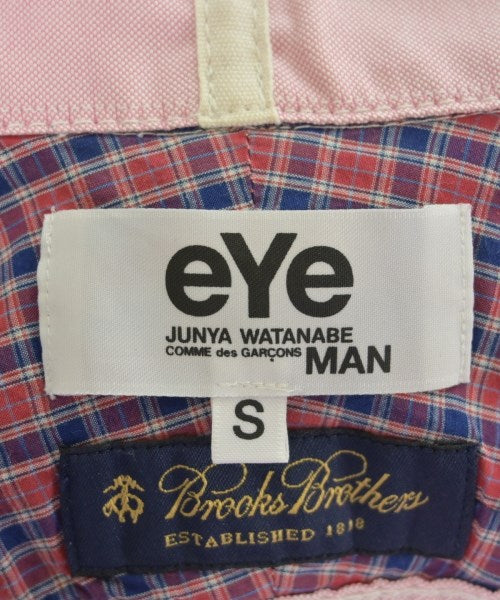 eYe
JUNYA WATANABE
COMME des GARÇONS MAN
S
Brooks Brothers
ESTABLISHED 1818